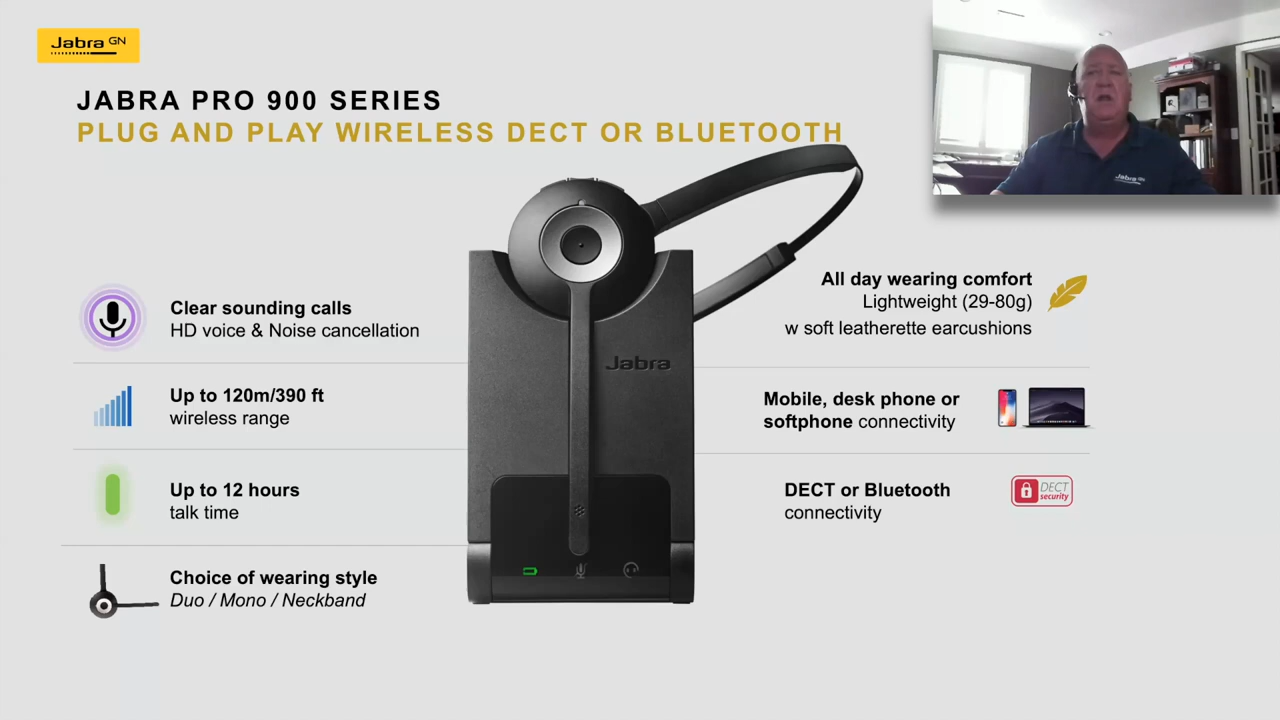 Jabra GN
JABRA PRO 900 SERIES
PLUG AND PLAY WIRELESS DECT OR BLUETOOTH
Jabra GN
Clear sounding calls
HD voice & Noise cancellation
Up to 120m/390 ft
wireless range
Up to 12 hours
talk time
Choice of wearing style
Duo / Mono / Neckband
Jabra
All day wearing comfort
Lightweight (29-80g)
w soft leatherette earcushions
Mobile, desk phone or
softphone connectivity
DECT or Bluetooth
connectivity
DECT
security